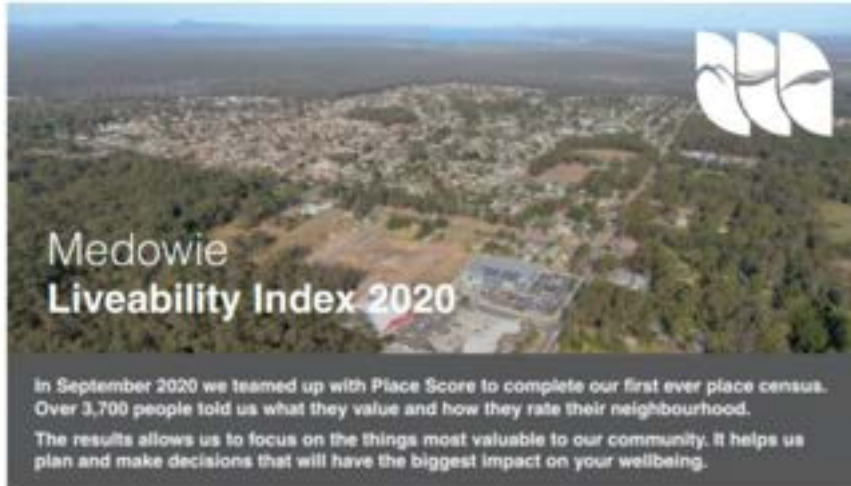 Medowie
Liveability Index 2020
In September 2020 we teamed up with Place Score to complete our first ever place census.
Over 3,700 people told us what they value and how they rate their neighbourhood.
The results allows us to focus on the things most valuable to our community. It helps us
plan and make decisions that will have the biggest impact on your wellbeing.